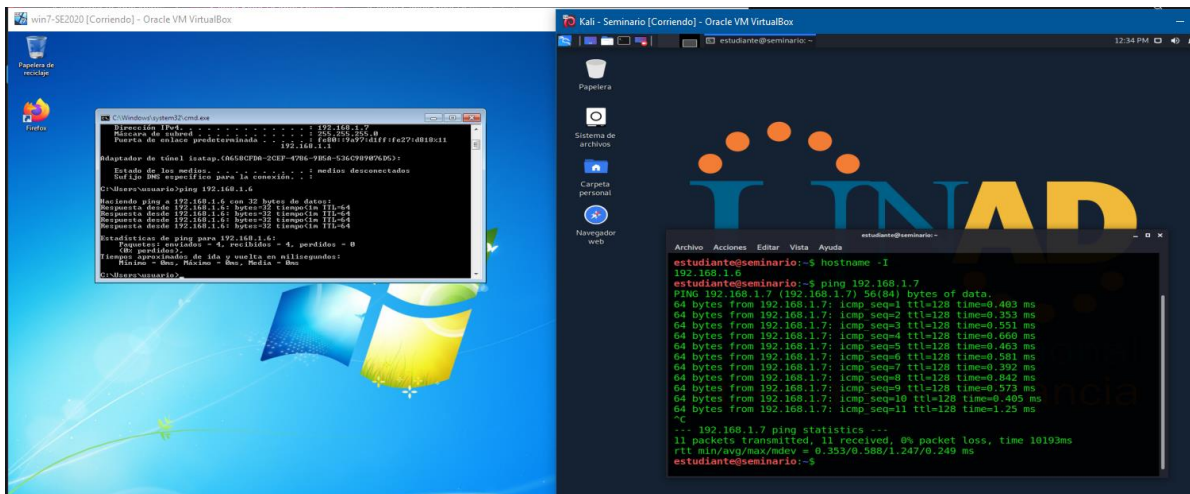 win7-SE2020 [Corriendo] - Oracle VM VirtualBox
Papelera de
reciclaje
Firefox
C:\Windows\system32\cmd.exe
Dirección IPv4. . . . . . . . . . . . . . : 192.168.1.7
Máscara de subred . . . . . . . . . . . . : 255.255.255.0
Puerta de enlace predeterminada . . . . . : fe80::9a97:d1ff:fe27:d818%11
192.168.1.1
Adaptador de túnel isatap.{A658CFDA-2CEF-4786-9B5A-536C989076D5}:
Estado de los medios. . . . . . . . . . . : medios desconectados
Sufijo DNS específico para la conexión. . :
C:\Users\usuario>ping 192.168.1.6
Haciendo ping a 192.168.1.6 con 32 bytes de datos:
Respuesta desde 192.168.1.6: bytes=32 tiempo<1m TTL=64
Respuesta desde 192.168.1.6: bytes=32 tiempo<1m TTL=64
Respuesta desde 192.168.1.6: bytes=32 tiempo<1m TTL=64
Respuesta desde 192.168.1.6: bytes=32 tiempo<1m TTL=64
Estadísticas de ping para 192.168.1.6:
Paquetes: enviados = 4, recibidos = 4, perdidos = 0
(0% perdidos),
Tiempos aproximados de ida y vuelta en milisegundos:
Mínimo = 0ms, Máximo = 0ms, Media = 0ms
C:\Users\usuario>_
Kali - Seminario [Corriendo] - Oracle VM VirtualBox
estudiante@seminario: ~
12:34 PM
Papelera
Sistema de
archivos
Carpeta
personal
Navegador
web
UNAD
estudiante@seminario: ~
Archivo Acciones Editar Vista Ayuda
estudiante@seminario:~$ hostname -I
192.168.1.6
estudiante@seminario:~$ ping 192.168.1.7
PING 192.168.1.7 (192.168.1.7) 56(84) bytes of data.
64 bytes from 192.168.1.7: icmp_seq=1 ttl=128 time=0.403 ms
64 bytes from 192.168.1.7: icmp_seq=2 ttl=128 time=0.353 ms
64 bytes from 192.168.1.7: icmp_seq=3 ttl=128 time=0.551 ms
64 bytes from 192.168.1.7: icmp_seq=4 ttl=128 time=0.660 ms
64 bytes from 192.168.1.7: icmp_seq=5 ttl=128 time=0.463 ms
64 bytes from 192.168.1.7: icmp_seq=6 ttl=128 time=0.581 ms
64 bytes from 192.168.1.7: icmp_seq=7 ttl=128 time=0.392 ms
64 bytes from 192.168.1.7: icmp_seq=8 ttl=128 time=0.842 ms
64 bytes from 192.168.1.7: icmp_seq=9 ttl=128 time=0.573 ms
64 bytes from 192.168.1.7: icmp_seq=10 ttl=128 time=0.405 ms
64 bytes from 192.168.1.7: icmp_seq=11 ttl=128 time=1.25 ms
^C
--- 192.168.1.7 ping statistics ---
11 packets transmitted, 11 received, 0% packet loss, time 10193ms
rtt min/avg/max/mdev = 0.353/0.588/1.247/0.249 ms
estudiante@seminario:~$